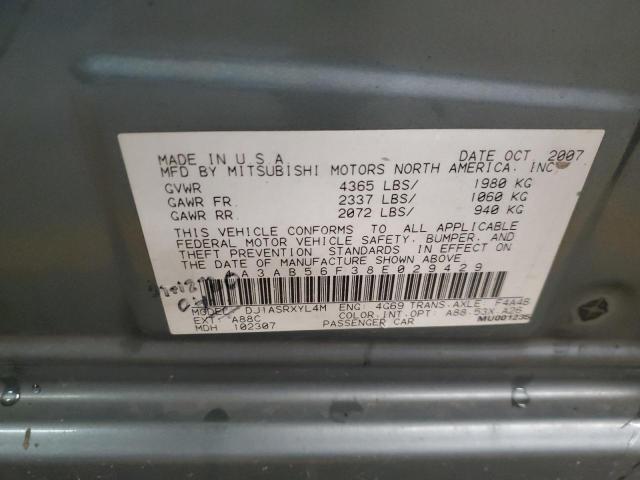 MADE IN U.S.A. DATE OCT 2007
MFD BY MITSUBISHI MOTORS NORTH AMERICA, INC
GVWR 4365 LBS/ 1980 KG
GAWR FR. 2337 LBS/ 1060 KG
GAWR RR. 2072 LBS/ 940 KG
THIS VEHICLE CONFORMS TO ALL APPLICABLE
FEDERAL MOTOR VEHICLE SAFETY, BUMPER, AND
THEFT PREVENTION STANDARDS IN EFFECT ON
THE DATE OF MANUFACTURE SHOWN ABOVE.
A3AB56F38E029429
MODEL DJ1ASRXYL4M ENG: 4G69 TRANS.AXLE F4A4B
EXT: A88C COLOR.INT.OPT: A88 53X A26
MDH 102307 PASSENGER CAR MU00123